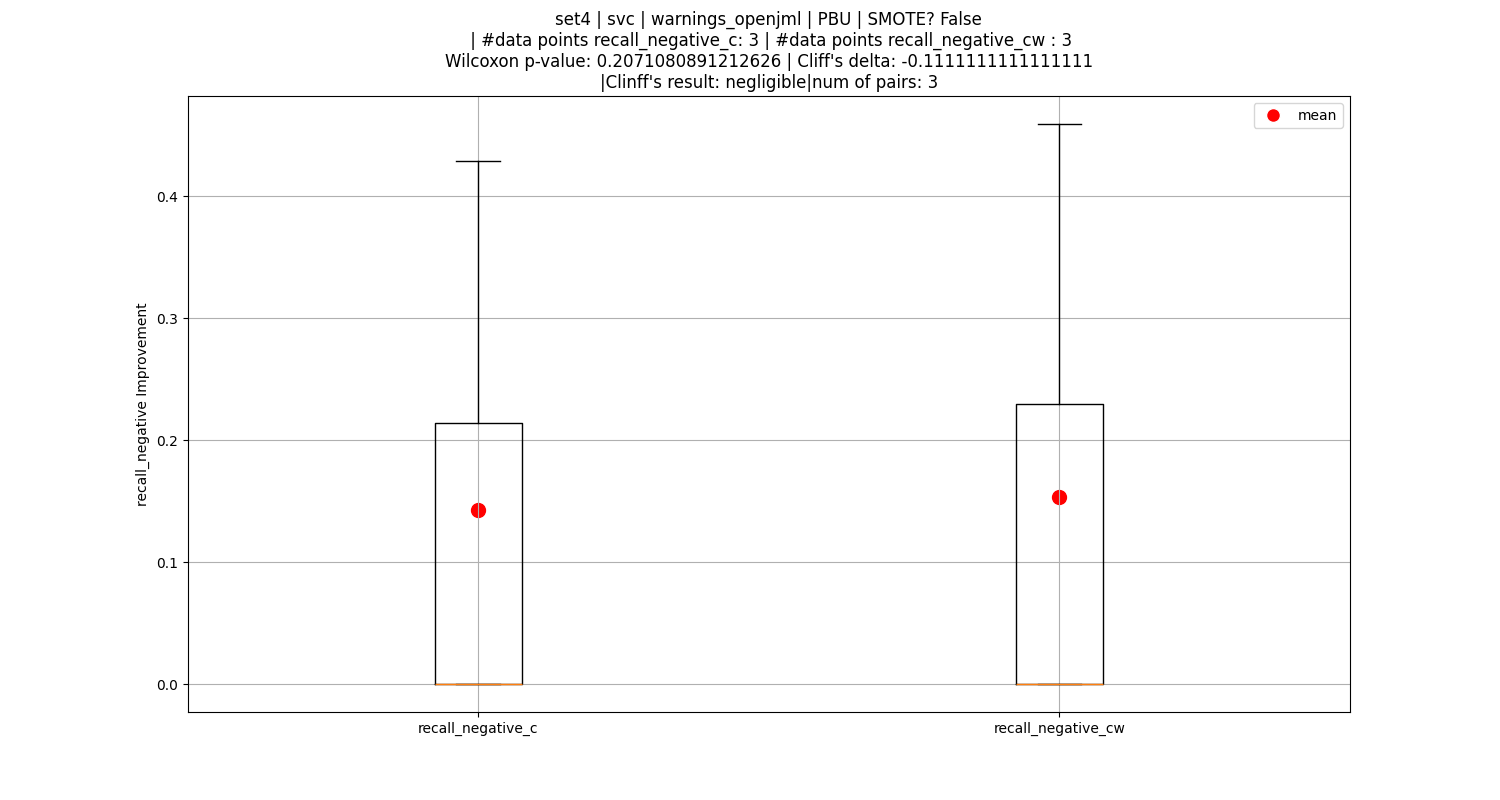 set4 | svc | warnings_openjml | PBU | SMOTE? False
| #data points recall_negative_c: 3 | #data points recall_negative_cw : 3
Wilcoxon p-value: 0.2071080891212626 | Cliff's delta: -0.1111111111111111
|Clinff's result: negligible|num of pairs: 3
mean
recall_negative Improvement
0.4
0.3
0.2
0.1
0.0
recall_negative_c
recall_negative_cw